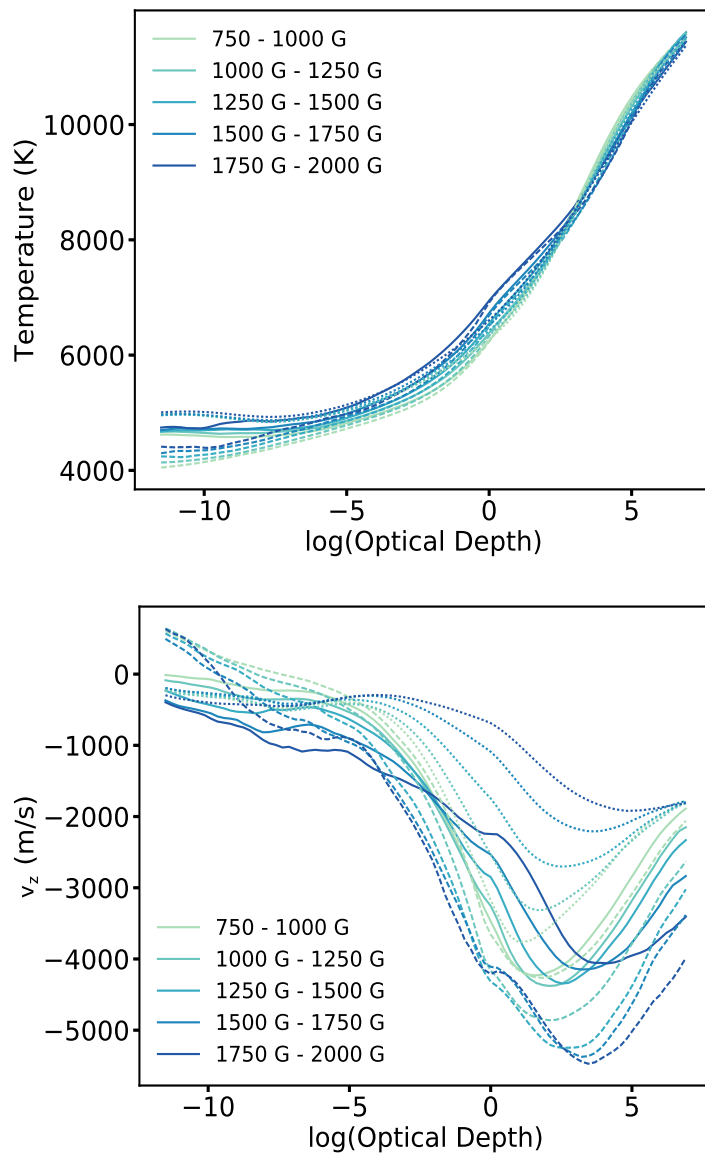 750 - 1000 G
1000 G - 1250 G
1250 G - 1500 G
1500 G - 1750 G
1750 G - 2000 G
10000
8000
6000
4000
Temperature (K)
−10
−5
0
5
log(Optical Depth)
0
−1000
−2000
−3000
−4000
−5000
v_z (m/s)
750 - 1000 G
1000 G - 1250 G
1250 G - 1500 G
1500 G - 1750 G
1750 G - 2000 G
−10
−5
0
5
log(Optical Depth)